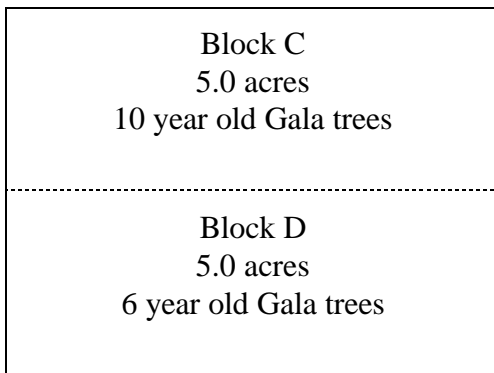 Block C
5.0 acres
10 year old Gala trees
Block D
5.0 acres
6 year old Gala trees